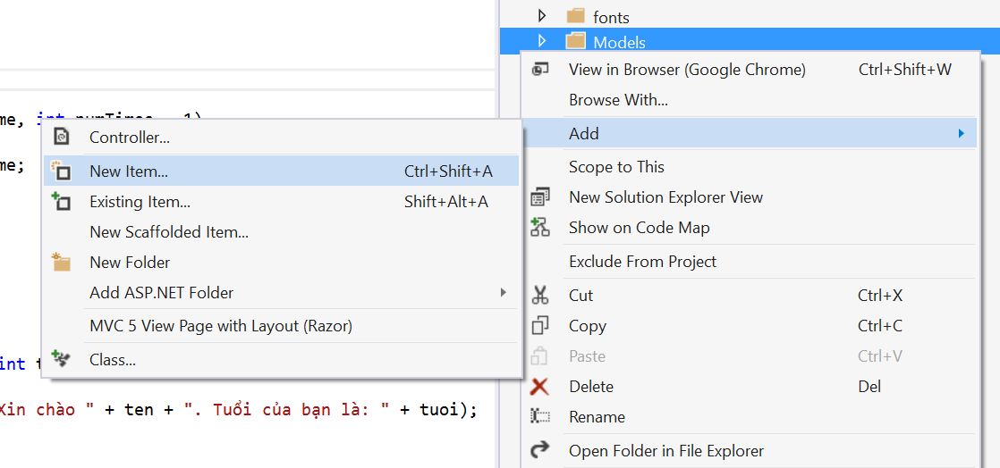 fonts
Models
View in Browser (Google Chrome) Ctrl+Shift+W
Browse With...
Add
Scope to This
New Solution Explorer View
Show on Code Map
Exclude From Project
Cut Ctrl+X
Copy Ctrl+C
Paste Ctrl+V
Delete Del
Rename
Open Folder in File Explorer
me, int numTimes = 1)
Controller...
me;
New Item... Ctrl+Shift+A
Existing Item... Shift+Alt+A
New Scaffolded Item...
New Folder
Add ASP.NET Folder
MVC 5 View Page with Layout (Razor)
Class...
int t
Xin chào " + ten + ". Tuổi của bạn là: " + tuoi);